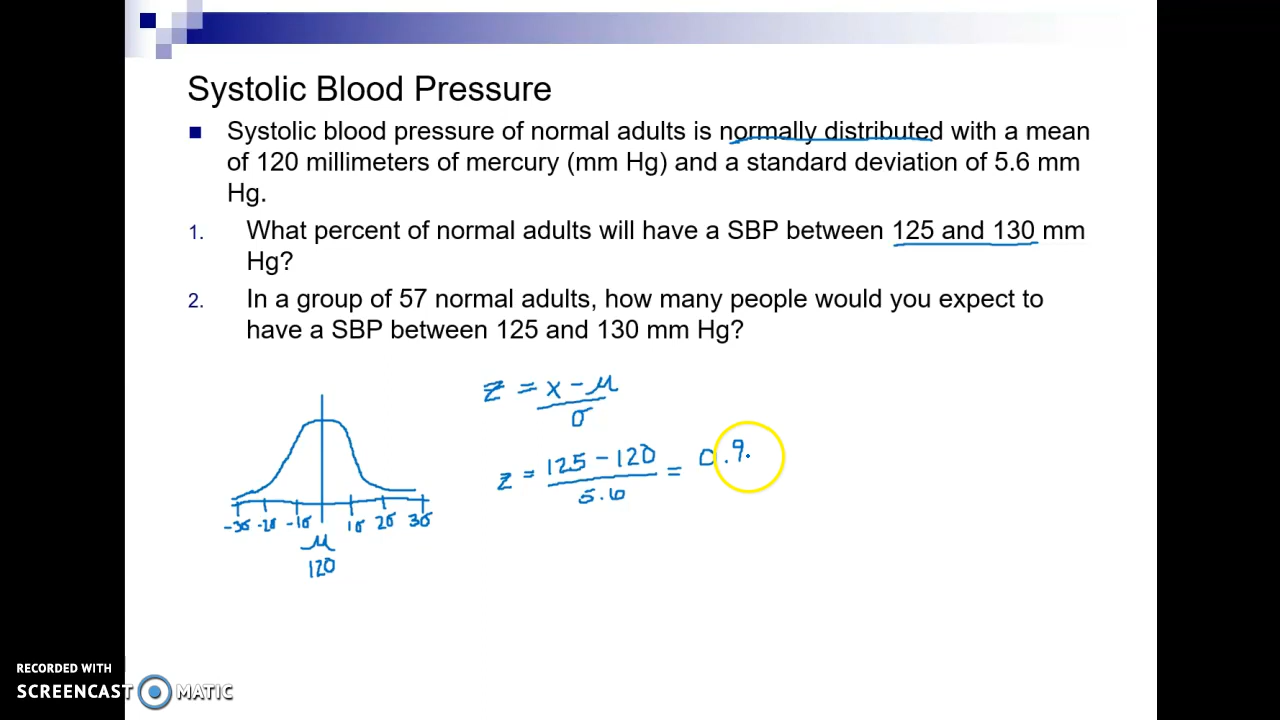 Systolic Blood Pressure
Systolic blood pressure of normal adults is normally distributed with a mean
of 120 millimeters of mercury (mm Hg) and a standard deviation of 5.6 mm
Hg.
1. What percent of normal adults will have a SBP between 125 and 130 mm
Hg?
2. In a group of 57 normal adults, how many people would you expect to
have a SBP between 125 and 130 mm Hg?
z = x - μ
σ
z = 125 - 120 = 0.9
5.6
-3σ -2σ -1σ 1σ 2σ 3σ
μ
120
RECORDED WITH
SCREENCAST MATIC